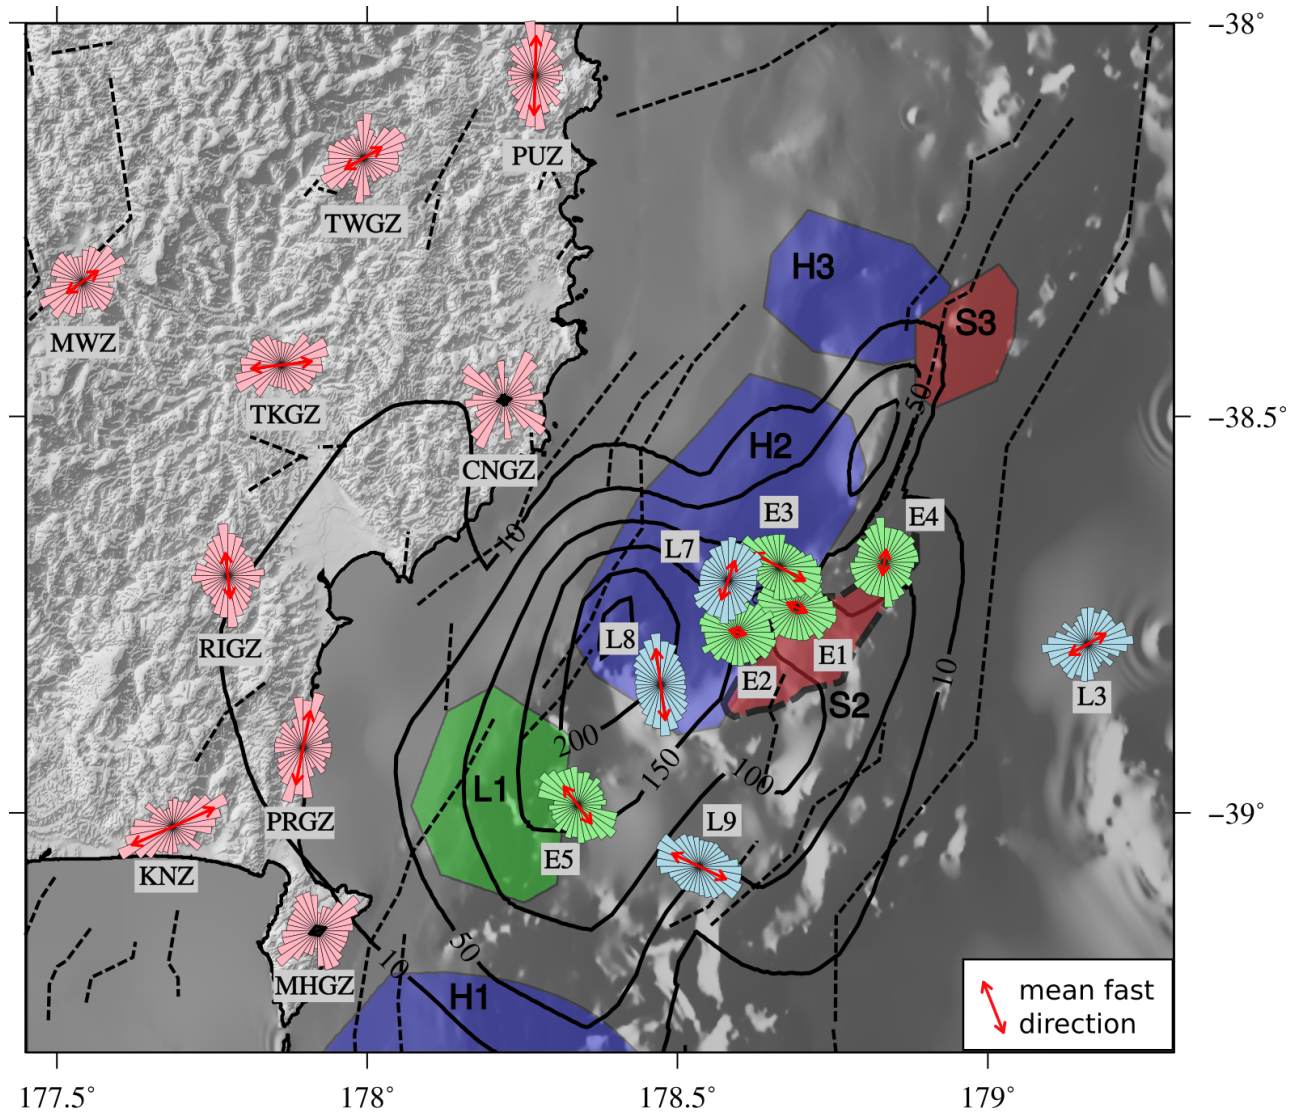 −38°
PUZ
TWGZ
H3
MWZ
S3
TKGZ
50
−38.5°
H2
CNGZ
E3
E4
10
L7
RIGZ
L8
E1
10
E2
L3
S2
200
150
100
L1
−39°
PRGZ
L9
E5
KNZ
50
10
MHGZ
H1
mean fast
direction
177.5°
178°
178.5°
179°